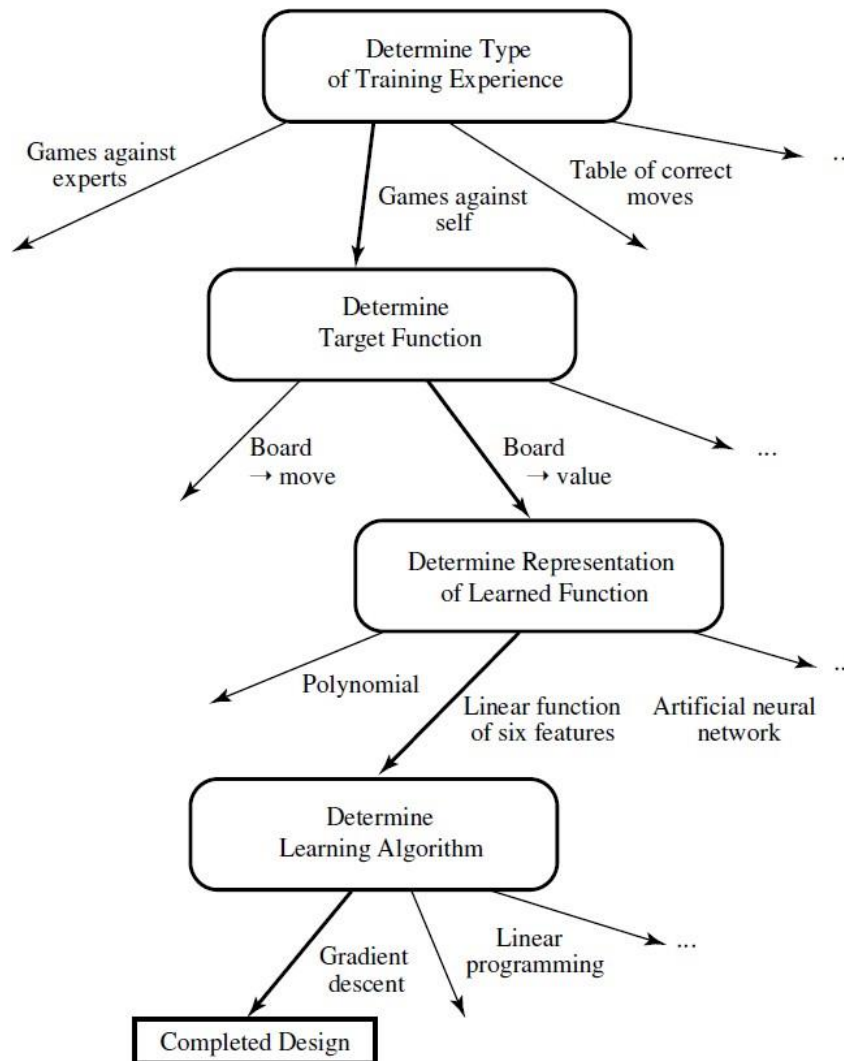 Determine Type
of Training Experience
Games against
experts
Games against
self
Table of correct
moves
...
Determine
Target Function
Board
→ move
Board
→ value
...
Determine Representation
of Learned Function
Polynomial
Linear function
of six features
Artificial neural
network
...
Determine
Learning Algorithm
Gradient
descent
Linear
programming
...
Completed Design